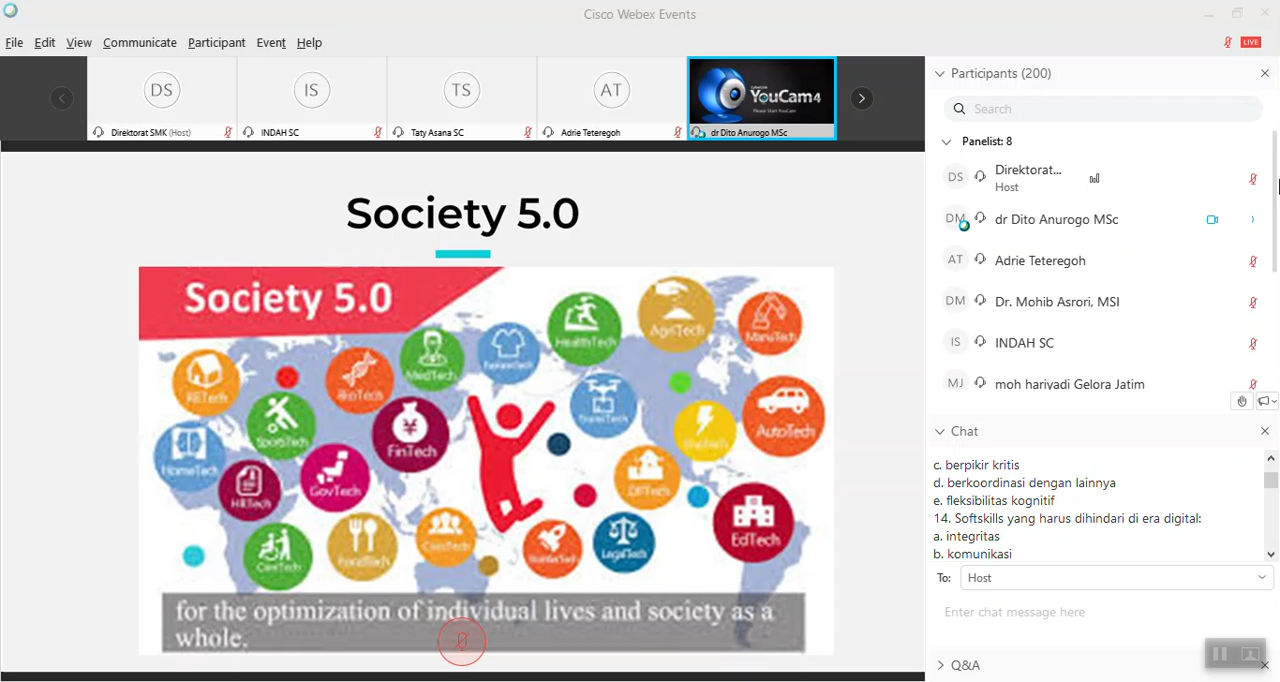 Cisco Webex Events
File Edit View Communicate Participant Event Help
LIVE
DS
IS
TS
AT
YouCam4
Please Start YouCam
Direktorat SMK (Host)
INDAH SC
Taty Asana SC
Adrie Teteregoh
dr Dito Anurogo MSc
Society 5.0
Society 5.0
HealthTech
AgriTech
ManuTech
MedTech
BioTech
SportsTech
FinTech
TransTech
AutoTech
HomeTech
HRTech
GovTech
CareTech
FoodTech
LegalTech
EdTech
for the optimization of individual lives and society as a
whole.
Participants (200)
Search
Panelist: 8
DS
Direktorat...
Host
DM
dr Dito Anurogo MSc
AT
Adrie Teteregoh
DM
Dr. Mohib Asrori, MSI
IS
INDAH SC
MJ
moh hariyadi Gelora Jatim
Chat
c. berpikir kritis
d. berkoordinasi dengan lainnya
e. fleksibilitas kognitif
14. Softskills yang harus dihindari di era digital:
a. integritas
b. komunikasi
To:
Host
Enter chat message here
Q&A